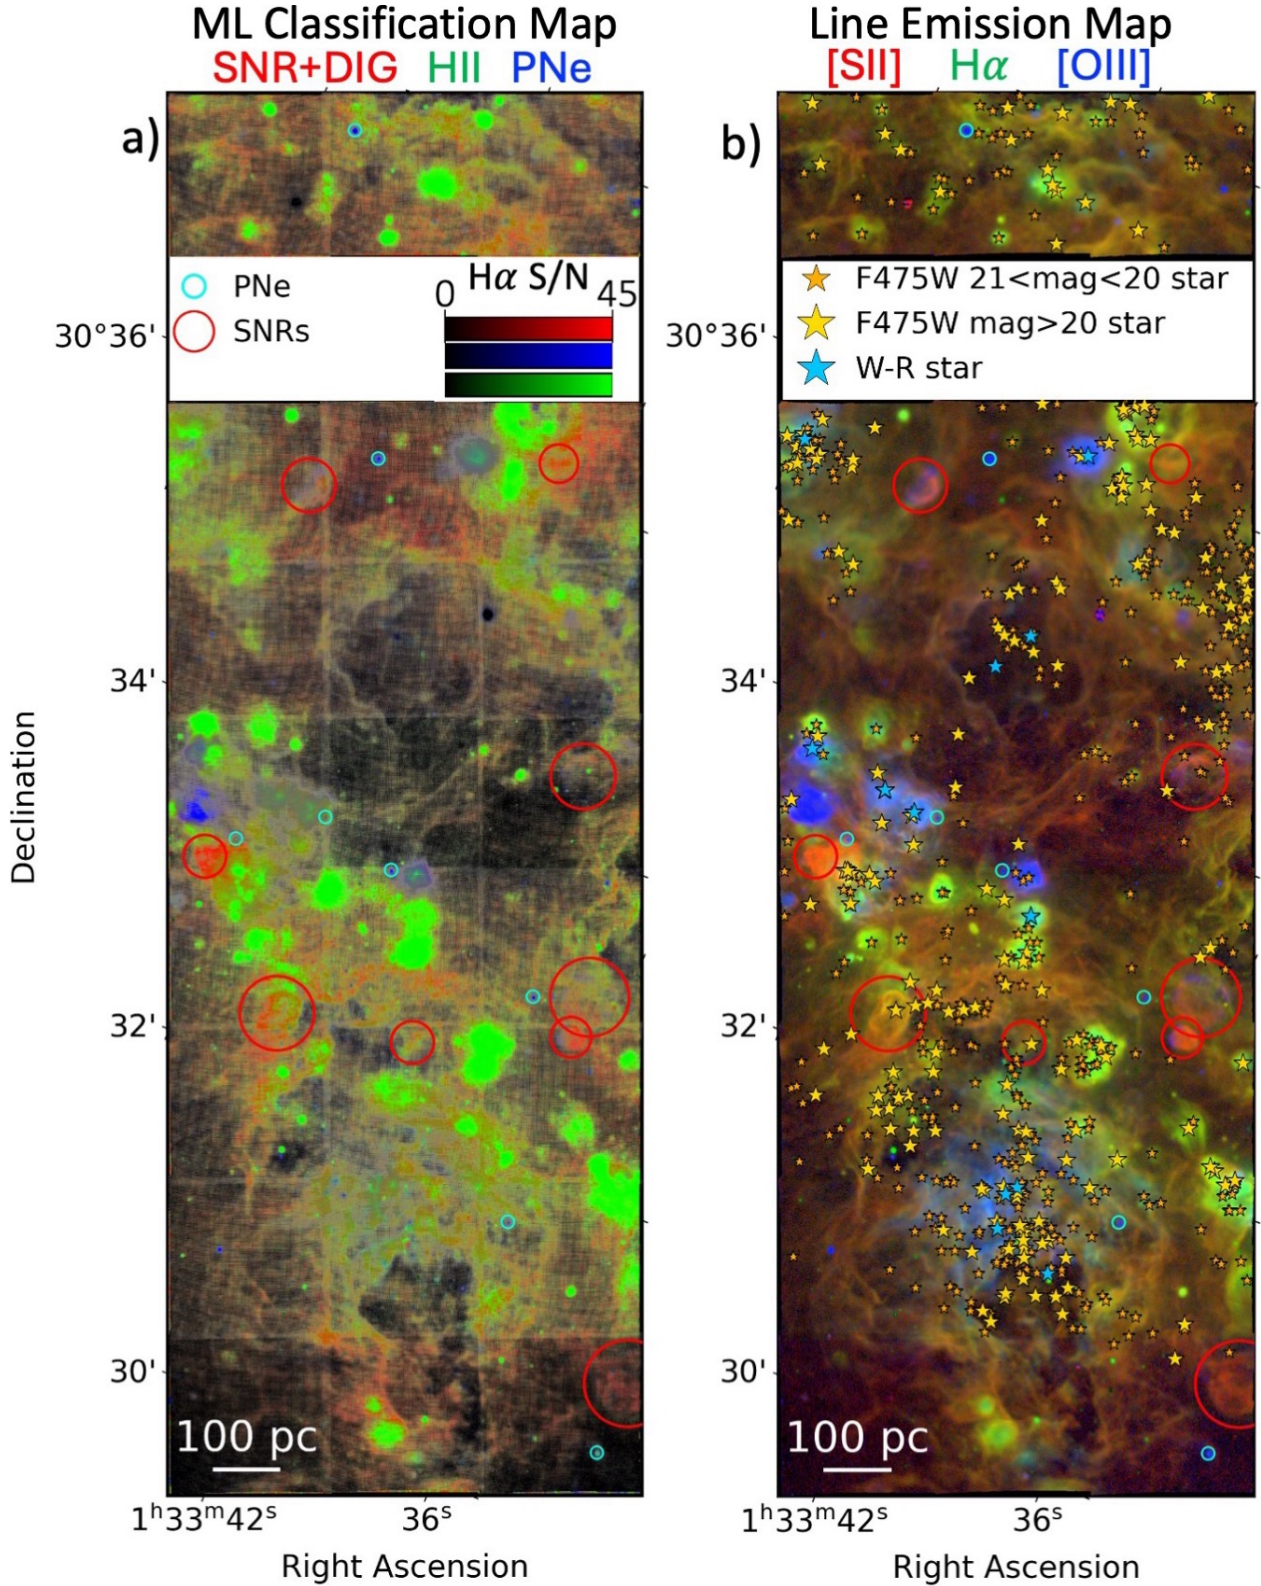 ML Classification Map
SNR+DIG HII PNe
a)
PNe
SNRs
Hα S/N
0 45
30°36'
34'
32'
30'
Declination
100 pc
1ʰ33ᵐ42ˢ 36ˢ
Right Ascension
Line Emission Map
[SII] Hα [OIII]
b)
F475W 21<mag<20 star
F475W mag>20 star
W-R star
30°36'
34'
32'
30'
100 pc
1ʰ33ᵐ42ˢ 36ˢ
Right Ascension